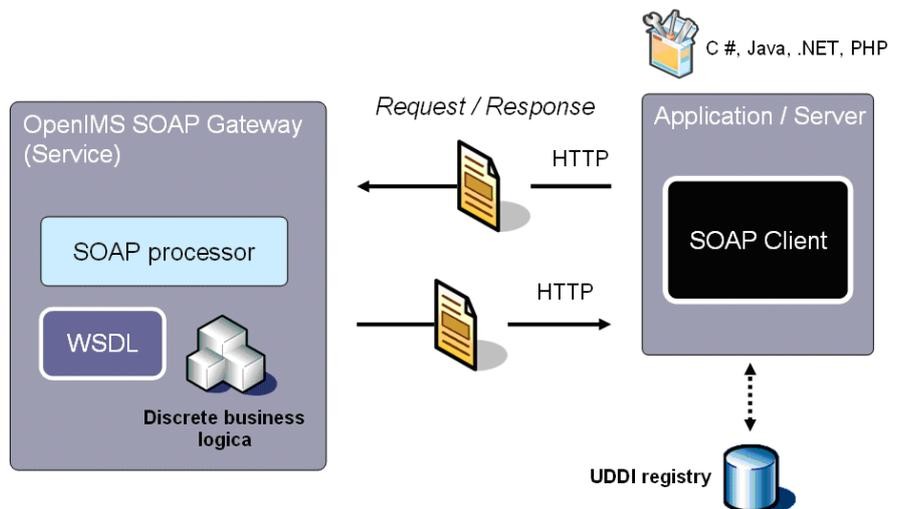 C #, Java, .NET, PHP
OpenIMS SOAP Gateway
(Service)
Request / Response
Application / Server
HTTP
SOAP processor
SOAP Client
HTTP
WSDL
Discrete business
logica
UDDI registry